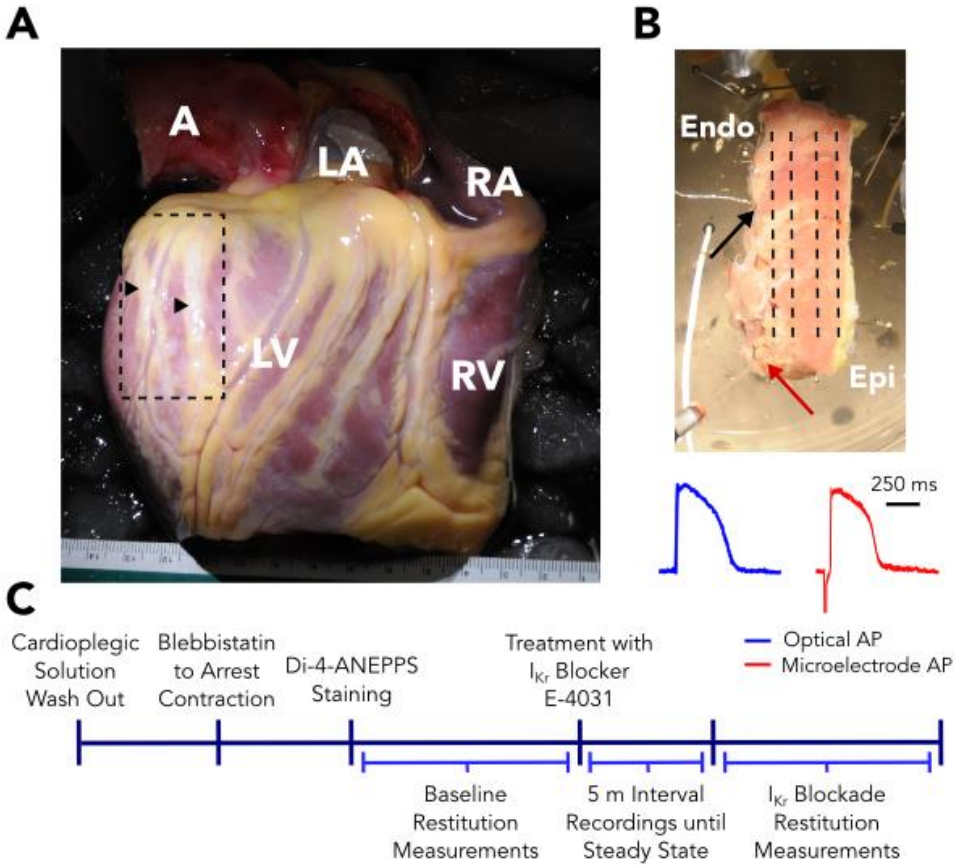 A
B
A
LA
RA
LV
RV
Endo
Epi
250 ms
Optical AP
Microelectrode AP
C
Cardioplegic
Solution
Wash Out
Blebbistatin
to Arrest
Contraction
Di-4-ANEPPS
Staining
Treatment with
I_Kr Blocker
E-4031
Baseline
Restitution
Measurements
5 m Interval
Recordings until
Steady State
I_Kr Blockade
Restitution
Measurements